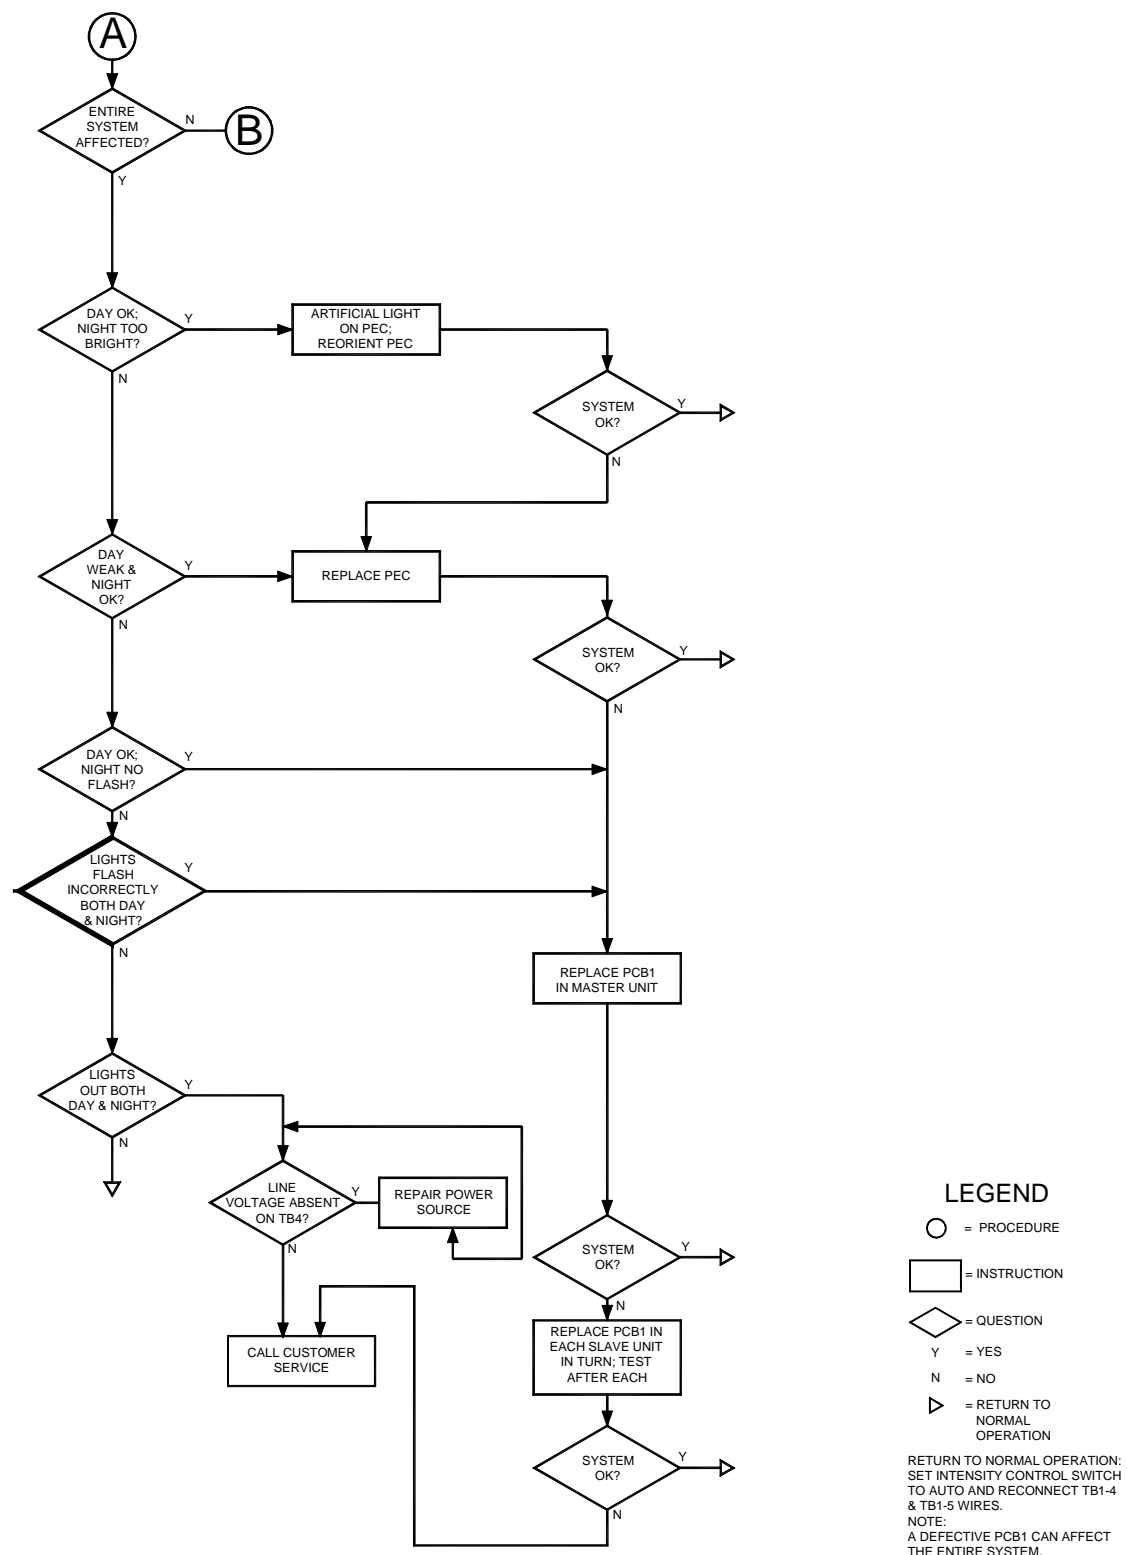 A
ENTIRE
SYSTEM
AFFECTED?
N
B
Y
DAY OK;
NIGHT TOO
BRIGHT?
Y
N
ARTIFICIAL LIGHT
ON PEC;
REORIENT PEC
SYSTEM
OK?
Y
N
DAY
WEAK &
NIGHT
OK?
Y
N
REPLACE PEC
SYSTEM
OK?
Y
N
DAY OK;
NIGHT NO
FLASH?
Y
N
LIGHTS
FLASH
INCORRECTLY
BOTH DAY
& NIGHT?
Y
N
REPLACE PCB1
IN MASTER UNIT
LIGHTS
OUT BOTH
DAY & NIGHT?
Y
N
LINE
VOLTAGE ABSENT
ON TB4?
Y
N
REPAIR POWER
SOURCE
CALL CUSTOMER
SERVICE
SYSTEM
OK?
Y
N
REPLACE PCB1 IN
EACH SLAVE UNIT
IN TURN; TEST
AFTER EACH
SYSTEM
OK?
Y
N
LEGEND
= PROCEDURE
= INSTRUCTION
= QUESTION
Y = YES
N = NO
= RETURN TO
NORMAL
OPERATION
RETURN TO NORMAL OPERATION:
SET INTENSITY CONTROL SWITCH
TO AUTO AND RECONNECT TB1-4
& TB1-5 WIRES.
NOTE:
A DEFECTIVE PCB1 CAN AFFECT
THE ENTIRE SYSTEM.